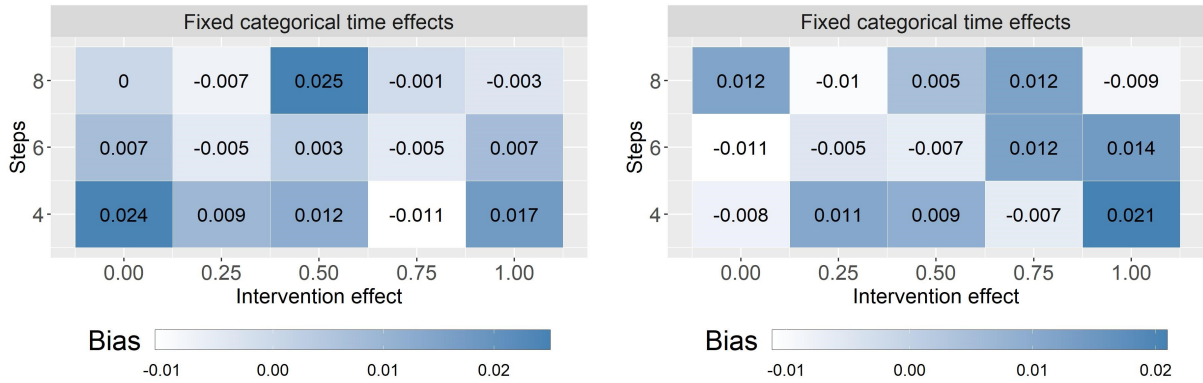 Fixed categorical time effects
Steps
8
0 -0.007 0.025 -0.001 -0.003
6
0.007 -0.005 0.003 -0.005 0.007
4
0.024 0.009 0.012 -0.011 0.017
0.00 0.25 0.50 0.75 1.00
Intervention effect
Bias
-0.01 0.00 0.01 0.02
Fixed categorical time effects
Steps
8
0.012 -0.01 0.005 0.012 -0.009
6
-0.011 -0.005 -0.007 0.012 0.014
4
-0.008 0.011 0.009 -0.007 0.021
0.00 0.25 0.50 0.75 1.00
Intervention effect
Bias
-0.01 0.00 0.01 0.02